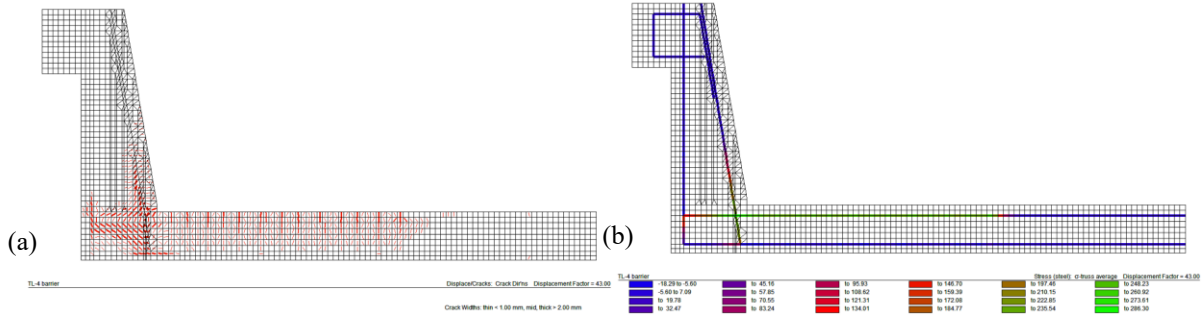 (a)
(b)
TL-4 barrier
Displace/Cracks: Crack Dir'ns Displacement Factor = 43.00
Crack Widths: thin = 1.00 mm, mid, thick > 2.00 mm
TL-4 barrier
Stress (steel): σ-truss average Displacement Factor = 43.00
-18.29 to -5.60
to 45.16
to 95.93
to 146.70
to 197.46
to 248.23
-5.60 to 7.09
to 57.85
to 108.62
to 159.39
to 210.15
to 260.92
to 19.78
to 70.55
to 121.31
to 172.08
to 222.85
to 273.61
to 32.47
to 83.24
to 134.01
to 184.77
to 235.54
to 286.30